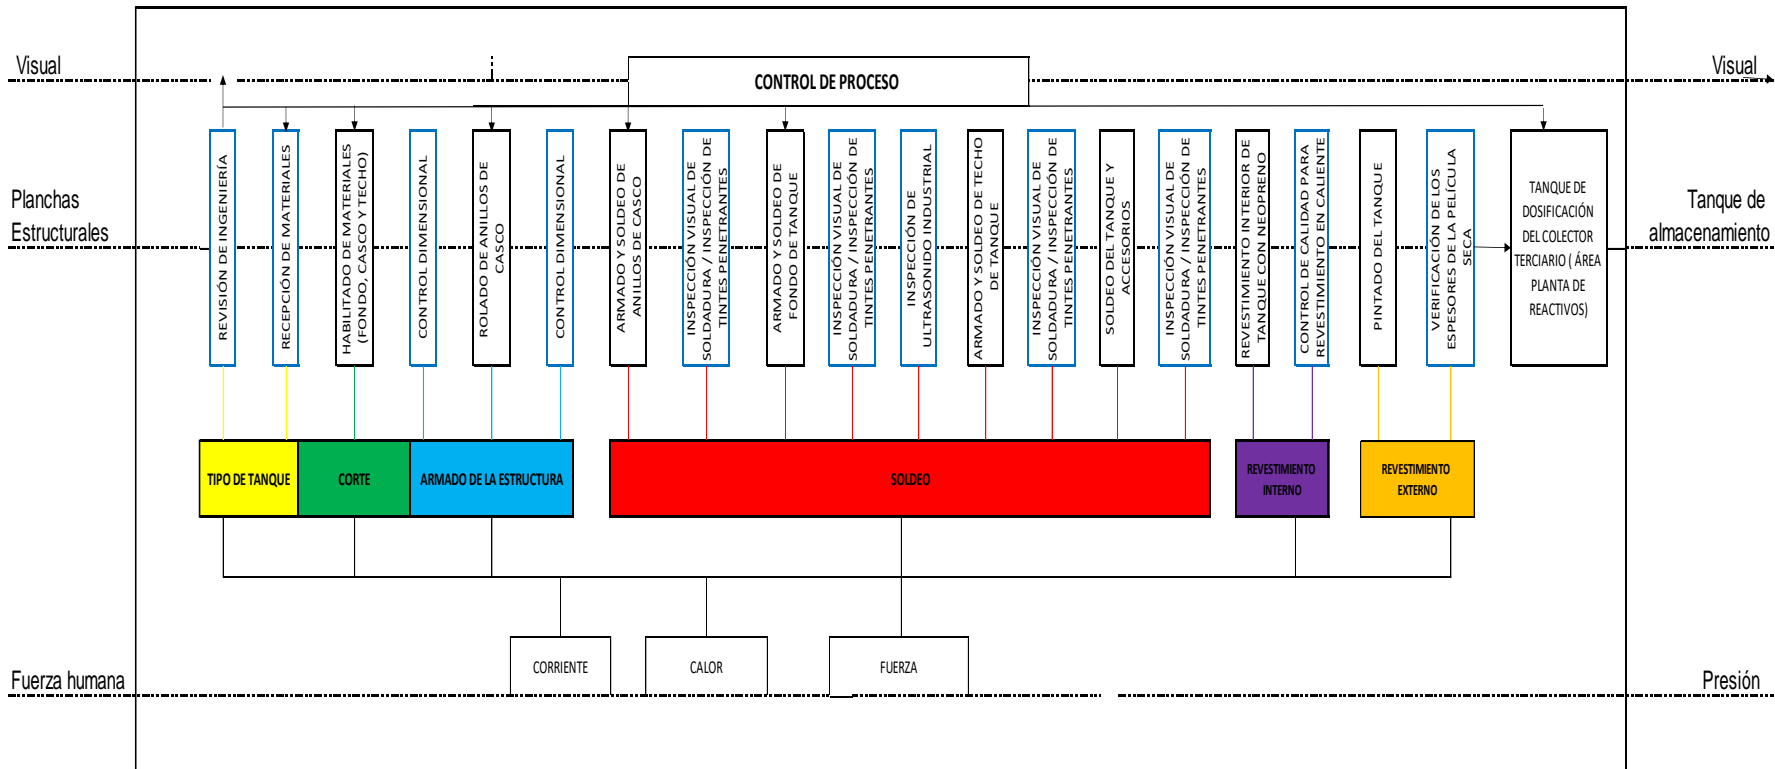 Visual
Visual
CONTROL DE PROCESO
Planchas
Estructurales
REVISIÓN DE INGENIERÍA
RECEPCIÓN DE MATERIALES
HABILITADO DE MATERIALES
(FONDO, CASCO Y TECHO)
CONTROL DIMENSIONAL
ROLADO DE ANILLOS DE
CASCO
CONTROL DIMENSIONAL
ARMADO Y SOLDEO DE
ANILLOS DE CASCO
INSPECCIÓN VISUAL DE
SOLDADURA / INSPECCIÓN DE
TINTES PENETRANTES
ARMADO Y SOLDEO DE
FONDO DE TANQUE
INSPECCIÓN VISUAL DE
SOLDADURA / INSPECCIÓN DE
TINTES PENETRANTES
INSPECCIÓN DE
ULTRASONIDO INDUSTRIAL
ARMADO Y SOLDEO DE TECHO
DE TANQUE
INSPECCIÓN VISUAL DE
SOLDADURA / INSPECCIÓN DE
TINTES PENETRANTES
SOLDEO DEL TANQUE Y
ACCESORIOS
INSPECCIÓN VISUAL DE
SOLDADURA / INSPECCIÓN DE
TINTES PENETRANTES
REVESTIMIENTO INTERIOR DE
TANQUE CON NEOPRENO
CONTROL DE CALIDAD PARA
REVESTIMIENTO EN CALIENTE
PINTADO DEL TANQUE
VERIFICACIÓN DE LOS
ESPESORES DE LA PELÍCULA
SECA
TANQUE DE
DOSIFICACIÓN
DEL COLECTOR
TERCIARIO ( ÁREA
PLANTA DE
REACTIVOS)
Tanque de
almacenamiento
TIPO DE TANQUE
CORTE
ARMADO DE LA ESTRUCTURA
SOLDEO
REVESTIMIENTO
INTERNO
REVESTIMIENTO
EXTERNO
CORRIENTE
CALOR
FUERZA
Fuerza humana
Presión